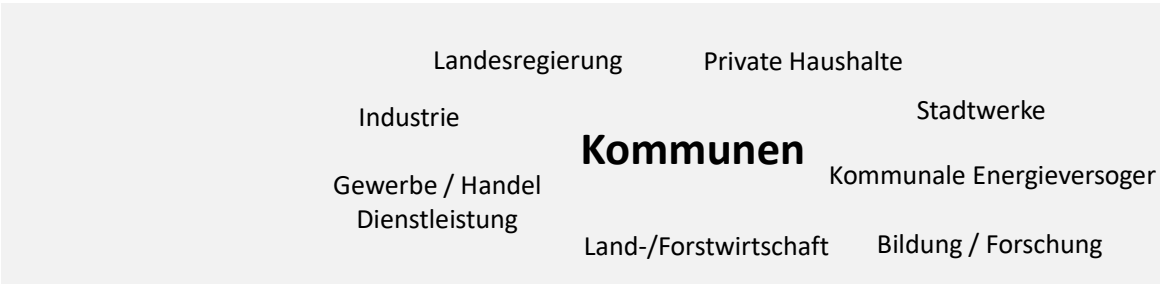 Landesregierung
Private Haushalte
Industrie
Stadtwerke
Kommunen
Kommunale Energieversoger
Gewerbe / Handel
Dienstleistung
Land-/Forstwirtschaft
Bildung / Forschung